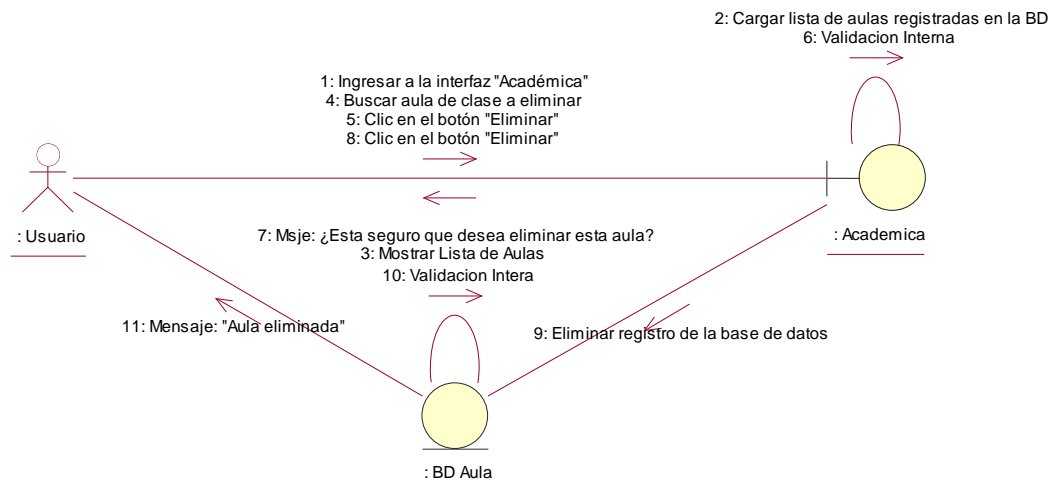 2: Cargar lista de aulas registradas en la BD
6: Validacion Interna
1: Ingresar a la interfaz "Académica"
4: Buscar aula de clase a eliminar
5: Clic en el botón "Eliminar"
8: Clic en el botón "Eliminar"
: Usuario
: Academica
7: Msje: ¿Esta seguro que desea eliminar esta aula?
3: Mostrar Lista de Aulas
10: Validacion Intera
11: Mensaje: "Aula eliminada"
9: Eliminar registro de la base de datos
: BD Aula